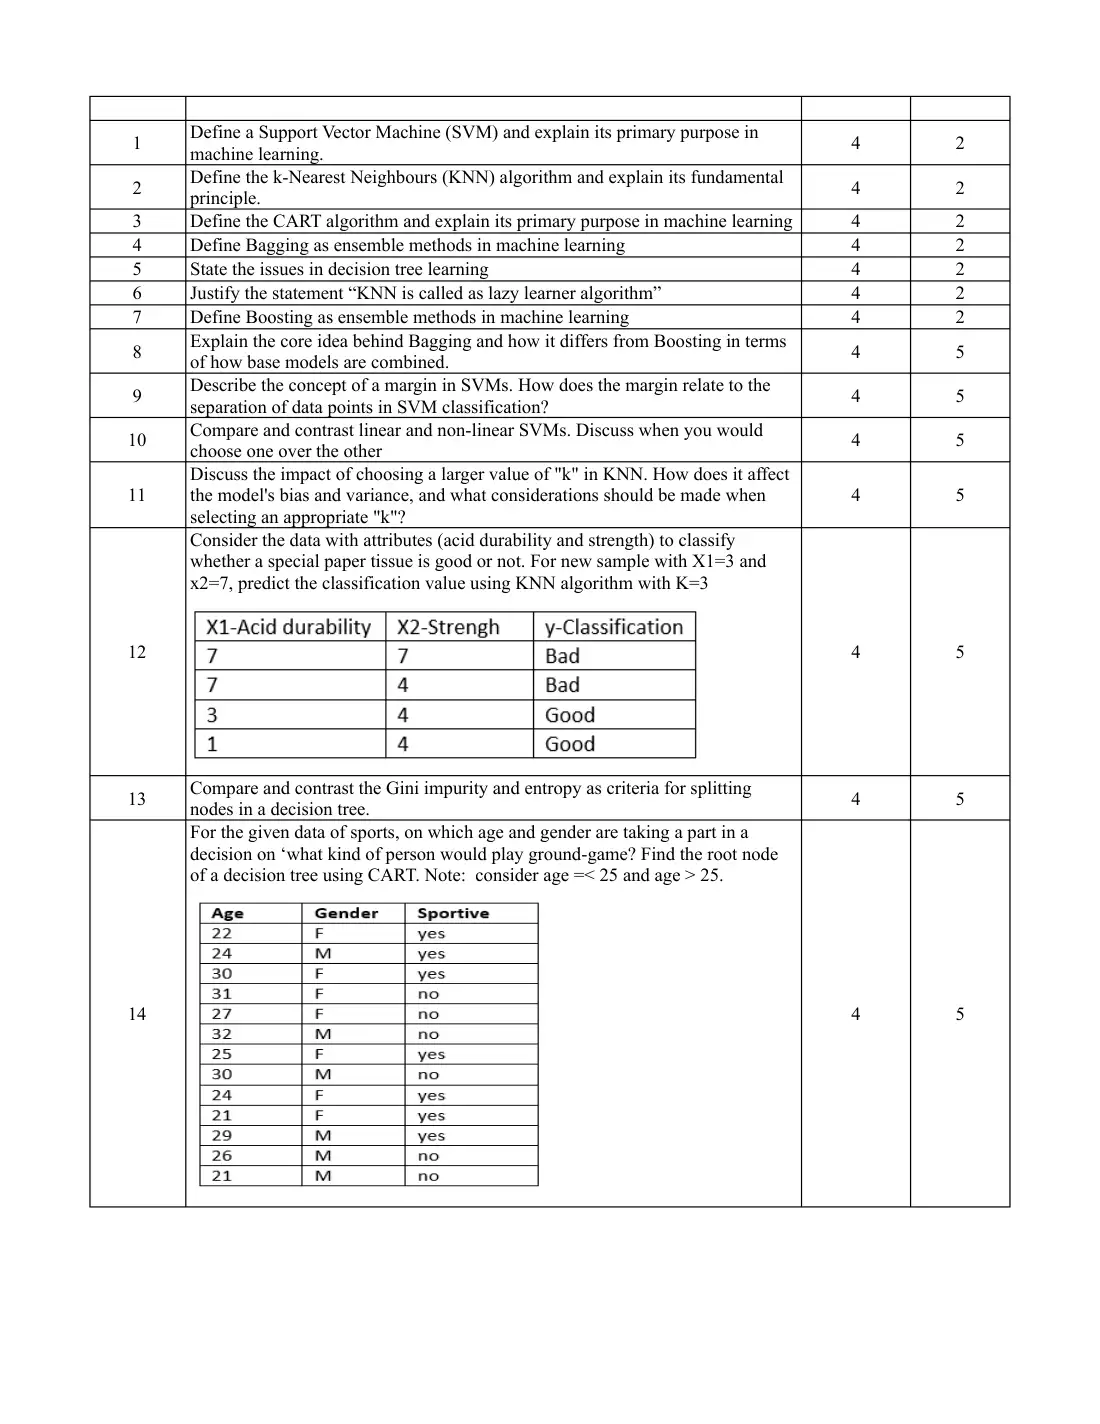 1 Define a Support Vector Machine (SVM) and explain its primary purpose in 4 2
machine learning.
2 Define the k-Nearest Neighbours (KNN) algorithm and explain its fundamental 4 2
principle.
3 Define the CART algorithm and explain its primary purpose in machine learning 4 2
4 Define Bagging as ensemble methods in machine learning 4 2
5 State the issues in decision tree learning 4 2
6 Justify the statement “KNN is called as lazy learner algorithm” 4 2
7 Define Boosting as ensemble methods in machine learning 4 2
8 Explain the core idea behind Bagging and how it differs from Boosting in terms 4 5
of how base models are combined.
9 Describe the concept of a margin in SVMs. How does the margin relate to the 4 5
separation of data points in SVM classification?
10 Compare and contrast linear and non-linear SVMs. Discuss when you would 4 5
choose one over the other
11 Discuss the impact of choosing a larger value of "k" in KNN. How does it affect 4 5
the model's bias and variance, and what considerations should be made when
selecting an appropriate "k"?
12 Consider the data with attributes (acid durability and strength) to classify 4 5
whether a special paper tissue is good or not. For new sample with X1=3 and
x2=7, predict the classification value using KNN algorithm with K=3
X1-Acid durability X2-Strengh y-Classification
7 7 Bad
7 4 Bad
3 4 Good
1 4 Good
13 Compare and contrast the Gini impurity and entropy as criteria for splitting 4 5
nodes in a decision tree.
14 For the given data of sports, on which age and gender are taking a part in a 4 5
decision on ‘what kind of person would play ground-game? Find the root node
of a decision tree using CART. Note: consider age =< 25 and age > 25.
Age Gender Sportive
22 F yes
24 M yes
30 F yes
31 F no
27 F no
32 M no
25 F yes
30 M no
24 F yes
21 F yes
29 M yes
26 M no
21 M no